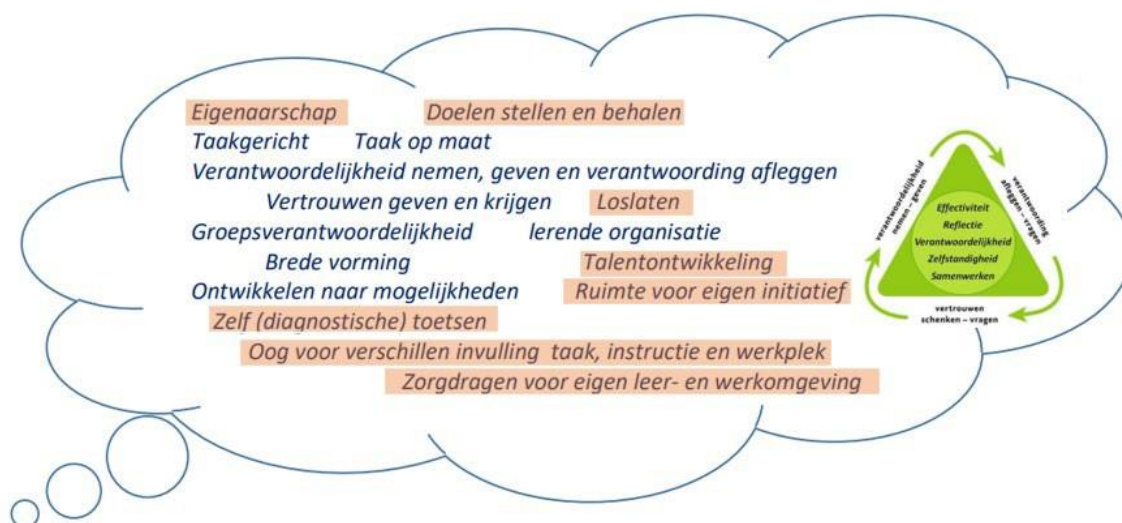 Eigenaarschap Doelen stellen en behalen
Taakgericht Taak op maat
Verantwoordelijkheid nemen, geven en verantwoording afleggen
Vertrouwen geven en krijgen Loslaten
Groepsverantwoordelijkheid lerende organisatie
Brede vorming Talentontwikkeling
Ontwikkelen naar mogelijkheden Ruimte voor eigen initiatief
Zelf (diagnostische) toetsen
Oog voor verschillen invulling taak, instructie en werkplek
Zorgdragen voor eigen leer- en werkomgeving
verantwoordelijkheid
nemen – geven
verantwoording
afleggen – vragen
Effectiviteit
Reflectie
Verantwoordelijkheid
Zelfstandigheid
Samenwerken
vertrouwen
schenken – vragen